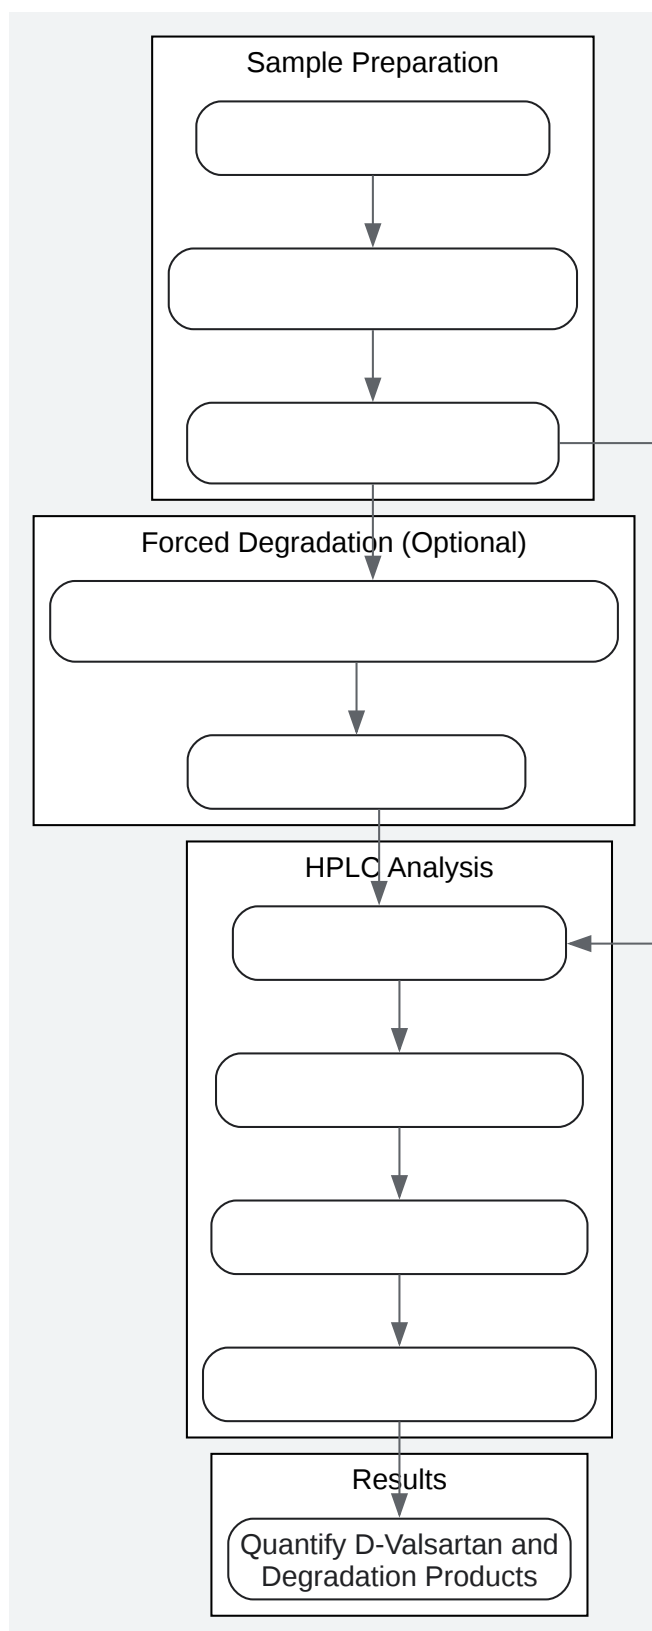 Sample Preparation
Forced Degradation (Optional)
HPLC Analysis
Results
Quantify D-Valsartan and
Degradation Products